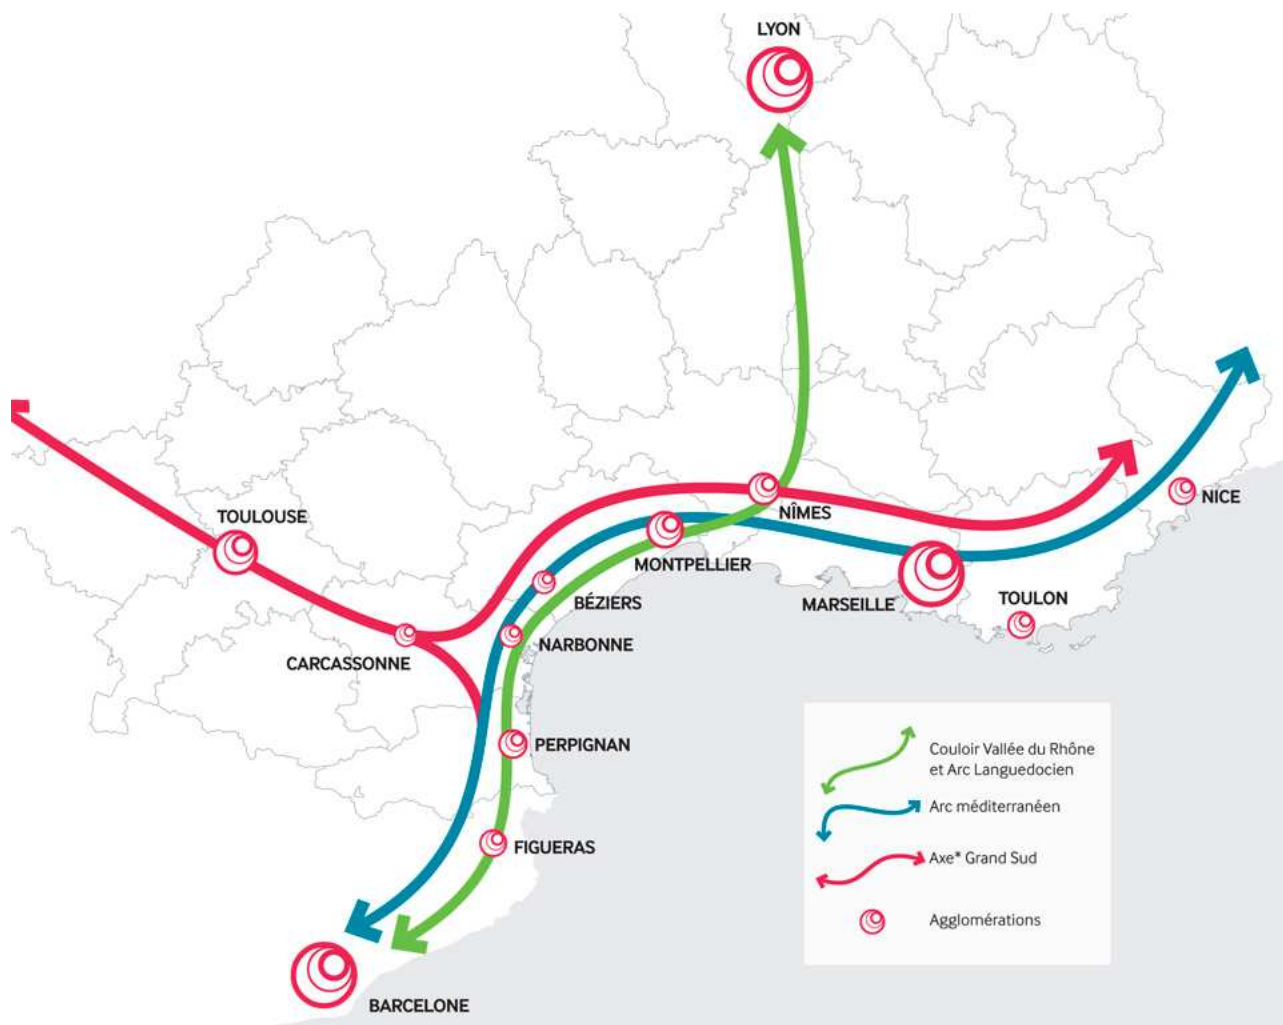 LYON
TOULOUSE
NÎMES
NICE
MONTPELLIER
BÉZIERS
MARSEILLE
TOULON
NARBONNE
CARCASSONNE
PERPIGNAN
FIGUERAS
BARCELONE
Couloir Vallée du Rhône
et Arc Languedocien
Arc méditerranéen
Axe* Grand Sud
Agglomérations